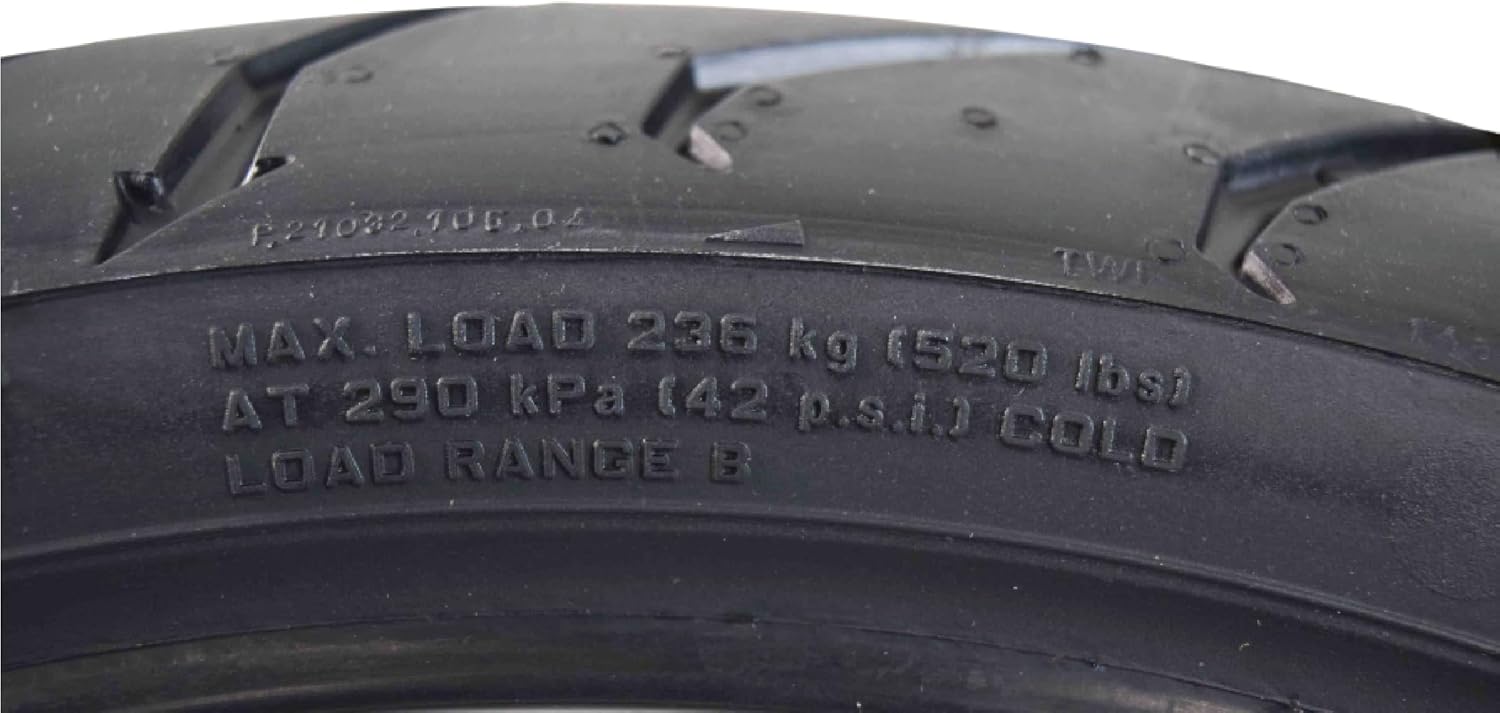 P.21032.106.04
TWI
MAX. LOAD 236 kg (520 lbs)
AT 290 kPa (42 p.s.i.) COLD
LOAD RANGE B